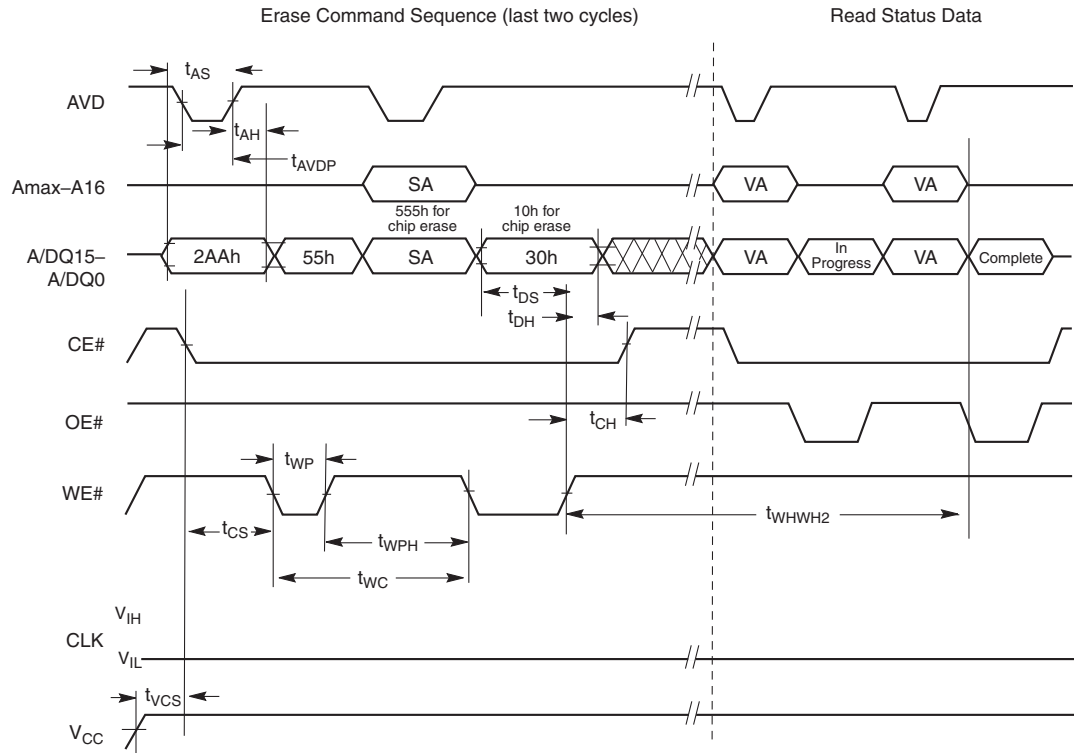 Erase Command Sequence (last two cycles)
Read Status Data
tAS
AVD
tAH
tAVDP
Amax–A16
SA
VA
VA
555h for
chip erase
10h for
chip erase
A/DQ15–
A/DQ0
2AAh
55h
SA
30h
VA
In
Progress
VA
Complete
tDS
tDH
CE#
OE#
tCH
tWP
WE#
tCS
tWPH
tWHWH2
tWC
VIH
CLK
VIL
tVCS
VCC